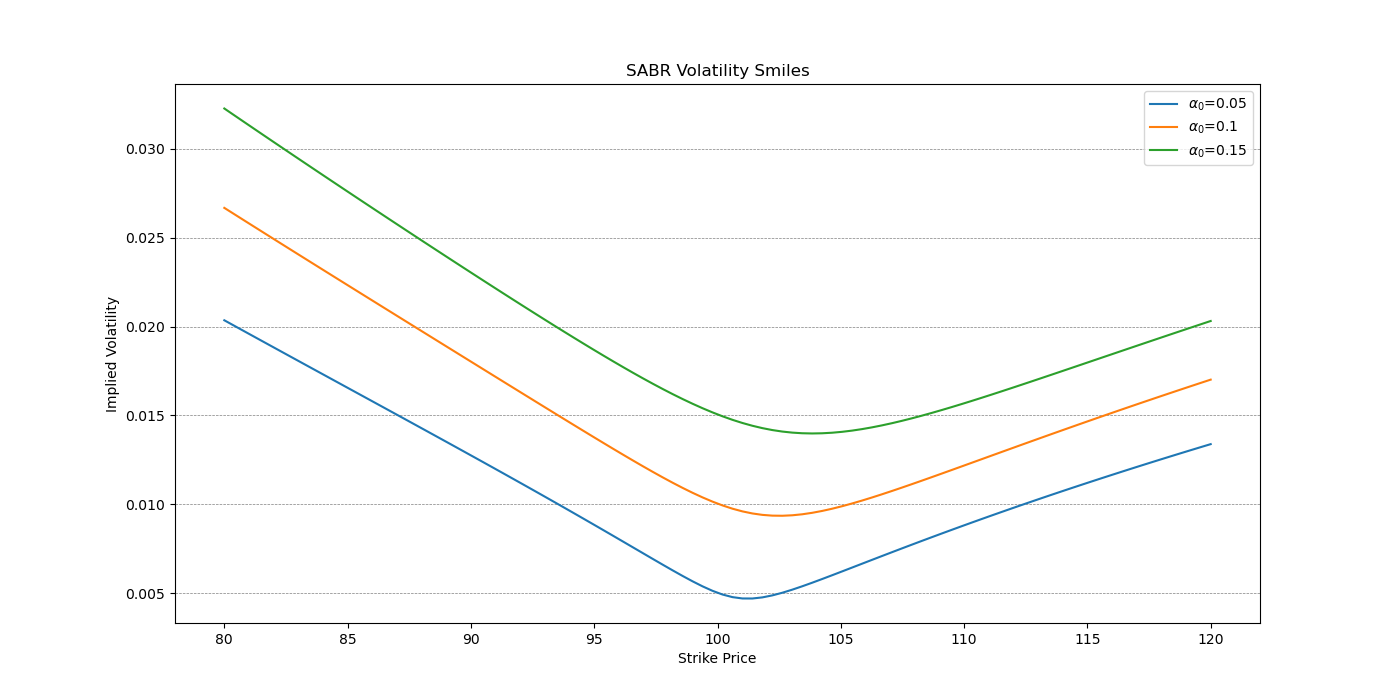 SABR Volatility Smiles
α₀=0.05
α₀=0.1
α₀=0.15
Implied Volatility
0.030
0.025
0.020
0.015
0.010
0.005
80 85 90 95 100 105 110 115 120
Strike Price